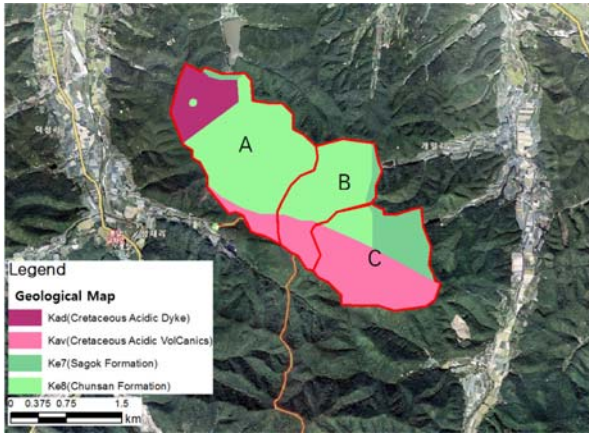 A
B
C
Legend
Geological Map
Kad(Cretaceous Acidic Dyke)
Kav(Cretaceous Acidic VolCanics)
Ke7(Sagok Formation)
Ke8(Chunsan Formation)
0 0.375 0.75 1.5
km